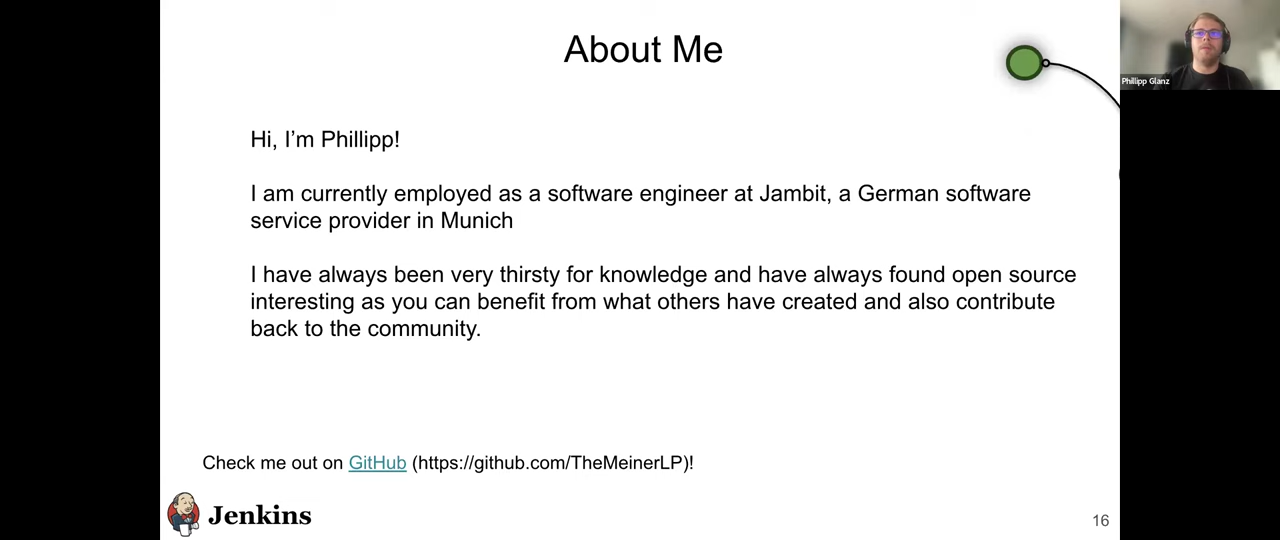 About Me
Phillipp Glanz
Hi, I’m Phillipp!
I am currently employed as a software engineer at Jambit, a German software
service provider in Munich
I have always been very thirsty for knowledge and have always found open source
interesting as you can benefit from what others have created and also contribute
back to the community.
Check me out on GitHub (https://github.com/TheMeinerLP)!
Jenkins
16